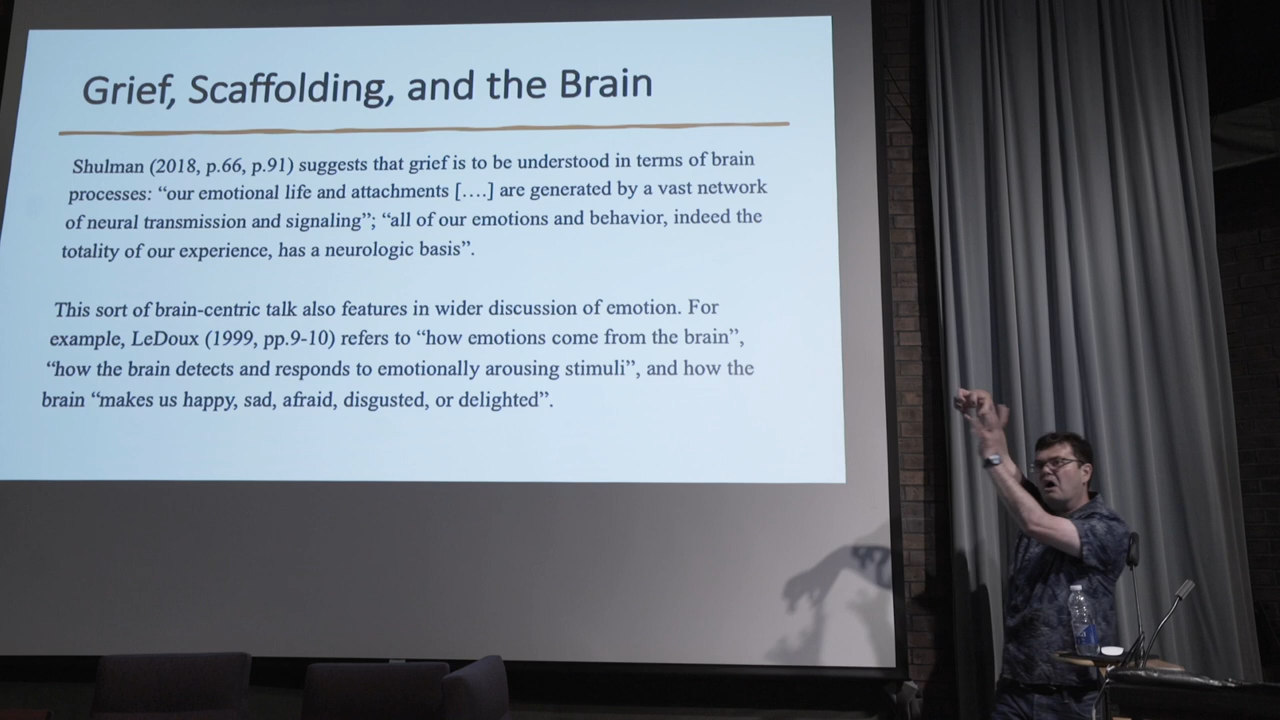 Grief, Scaffolding, and the Brain
Shulman (2018, p.66, p.91) suggests that grief is to be understood in terms of brain
processes: “our emotional life and attachments [….] are generated by a vast network
of neural transmission and signaling”; “all of our emotions and behavior, indeed the
totality of our experience, has a neurologic basis”.
This sort of brain-centric talk also features in wider discussion of emotion. For
example, LeDoux (1999, pp.9-10) refers to “how emotions come from the brain”,
“how the brain detects and responds to emotionally arousing stimuli”, and how the
brain “makes us happy, sad, afraid, disgusted, or delighted”.